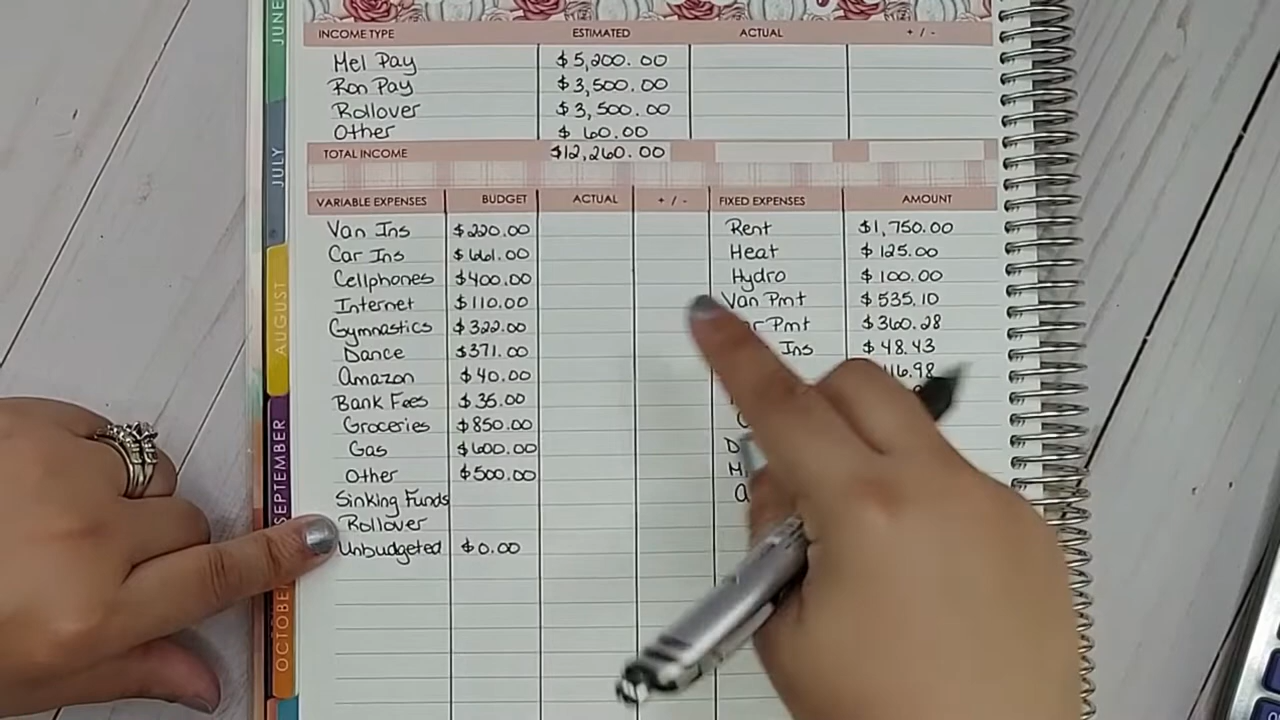 JUNE
JULY
AUGUST
SEPTEMBER
OCTOBER
INCOME TYPE ESTIMATED ACTUAL + / -
Mel Pay $5,200.00
Ron Pay $3,500.00
Rollover $3,500.00
Other $ 60.00
TOTAL INCOME $12,260.00
VARIABLE EXPENSES BUDGET ACTUAL + / - FIXED EXPENSES AMOUNT
Van Ins $220.00 Rent $1,750.00
Car Ins $661.00 Heat $125.00
Cellphones $400.00 Hydro $100.00
Internet $110.00 Van Pmt $535.10
Gymnastics $322.00 Pmt $360.28
Dance $371.00 Ins $48.43
Amazon $40.00
Bank Fees $35.00
Groceries $850.00
Gas $600.00
Other $500.00
Sinking Funds
Rollover
Unbudgeted $0.00